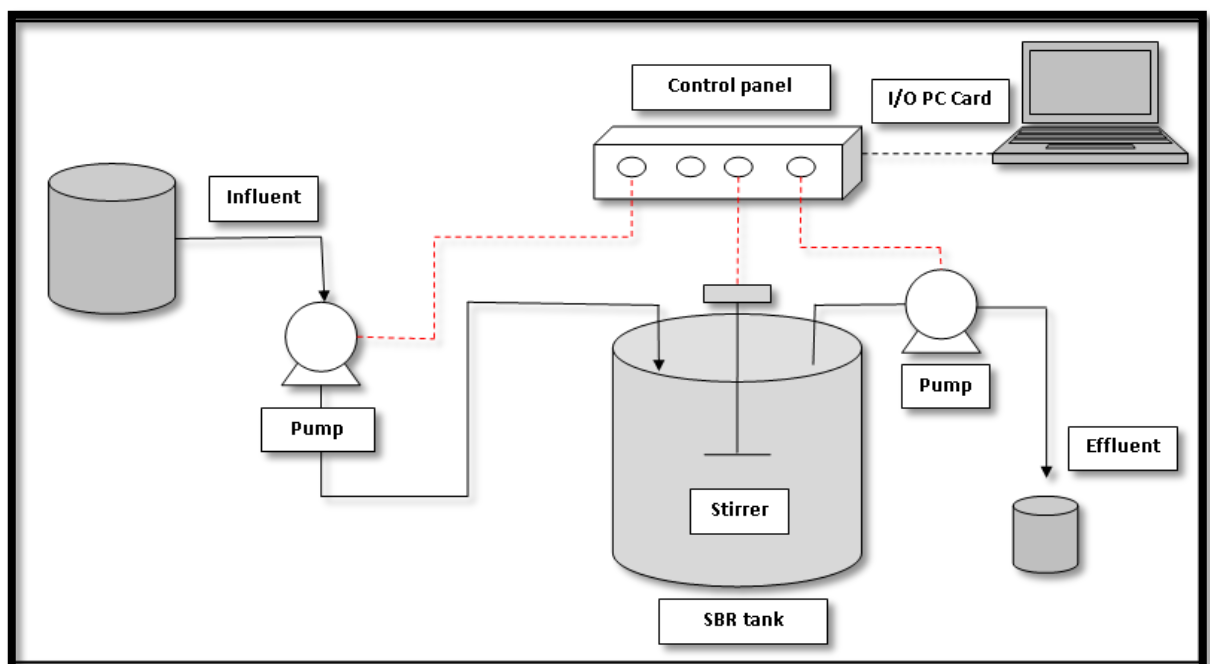 Control panel
I/O PC Card
Influent
Pump
Pump
Effluent
Stirrer
SBR tank